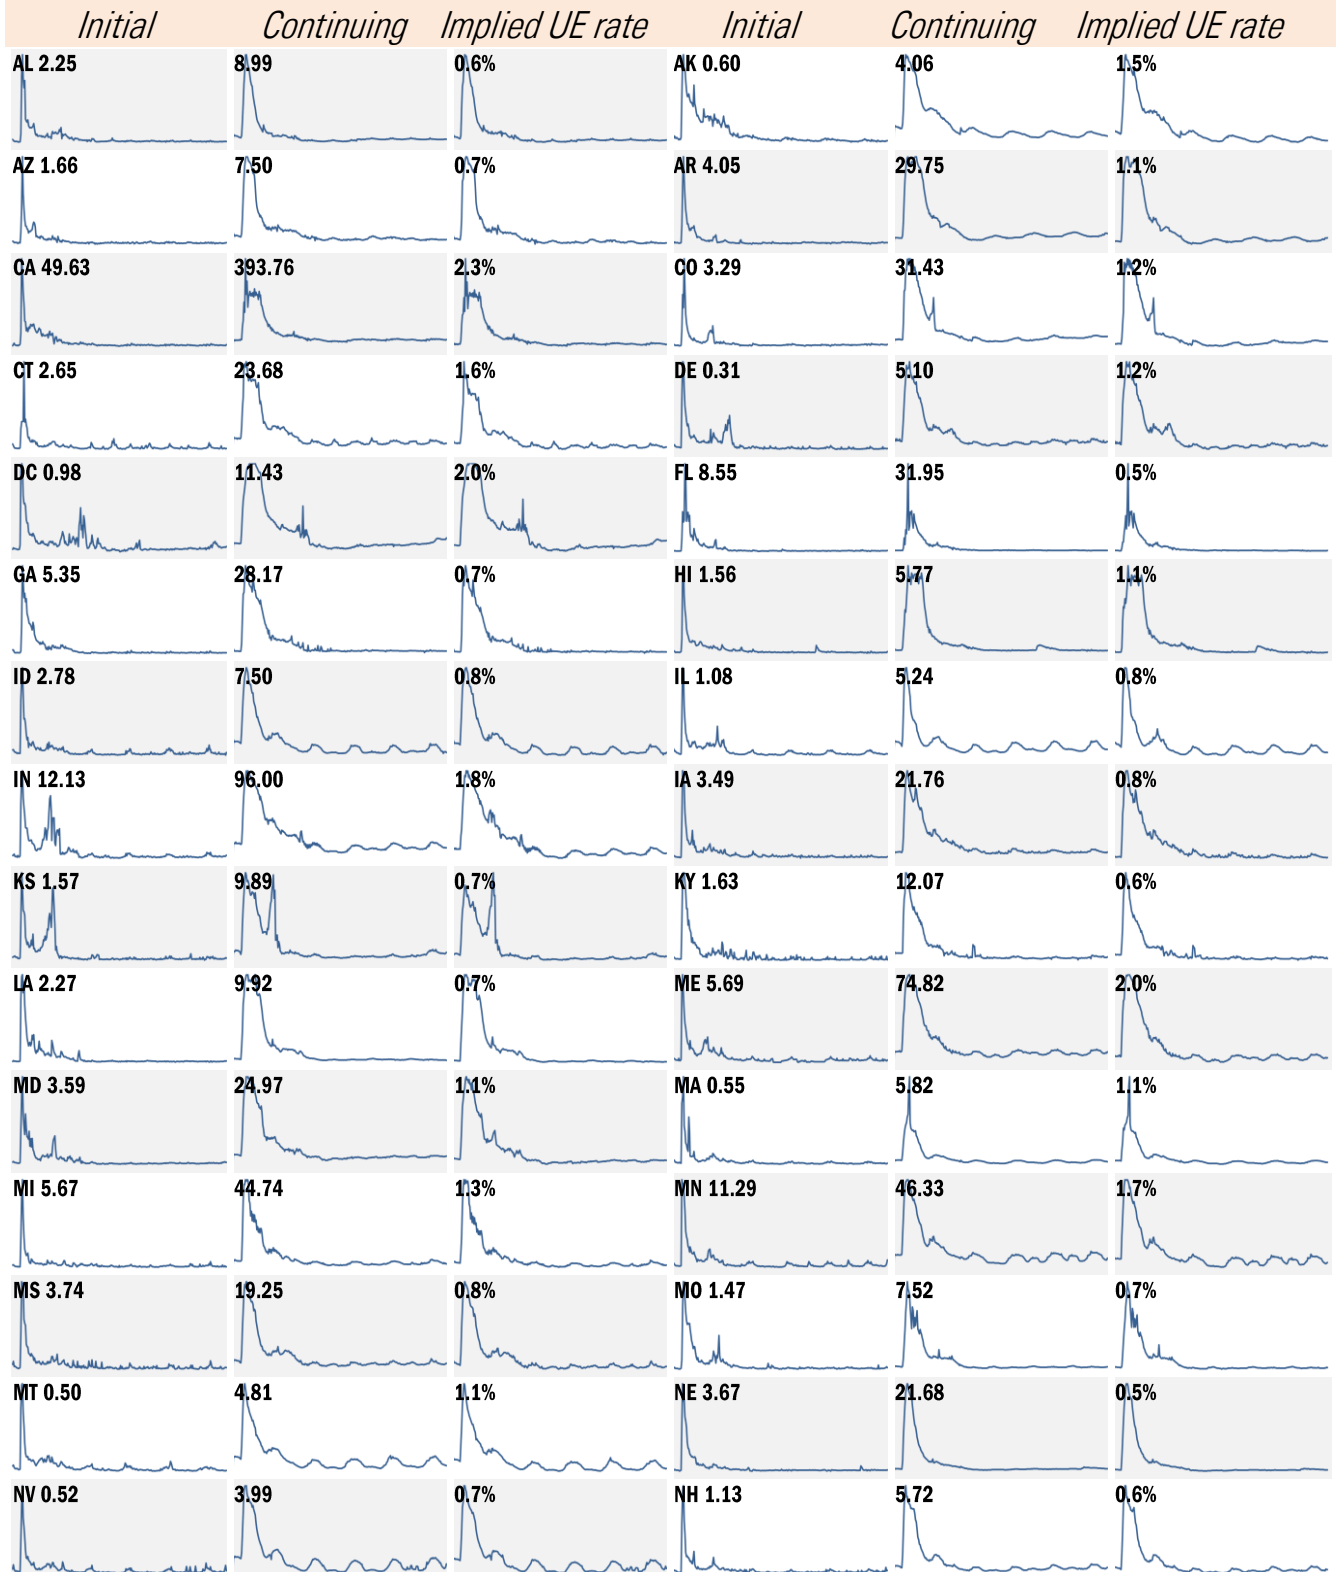 Initial Continuing Implied UE rate Initial Continuing Implied UE rate
AL 2.25 8.99 0.6% AK 0.60 4.06 1.5%
AZ 1.66 7.50 0.7% AR 4.05 29.75 1.1%
CA 49.63 393.76 2.3% CO 3.29 31.43 1.2%
CT 2.65 23.68 1.6% DE 0.31 5.10 1.2%
DC 0.98 11.43 2.0% FL 8.55 31.95 0.5%
GA 5.35 28.17 0.7% HI 1.56 5.77 1.1%
ID 2.78 7.50 0.8% IL 1.08 5.24 0.8%
IN 12.13 96.00 1.8% IA 3.49 21.76 0.8%
KS 1.57 9.89 0.7% KY 1.63 12.07 0.6%
LA 2.27 9.92 0.7% ME 5.69 74.82 2.0%
MD 3.59 24.97 1.1% MA 0.55 5.82 1.1%
MI 5.67 44.74 1.3% MN 11.29 46.33 1.7%
MS 3.74 19.25 0.8% MO 1.47 7.52 0.7%
MT 0.50 4.81 1.1% NE 3.67 21.68 0.5%
NV 0.52 3.99 0.7% NH 1.13 5.72 0.6%